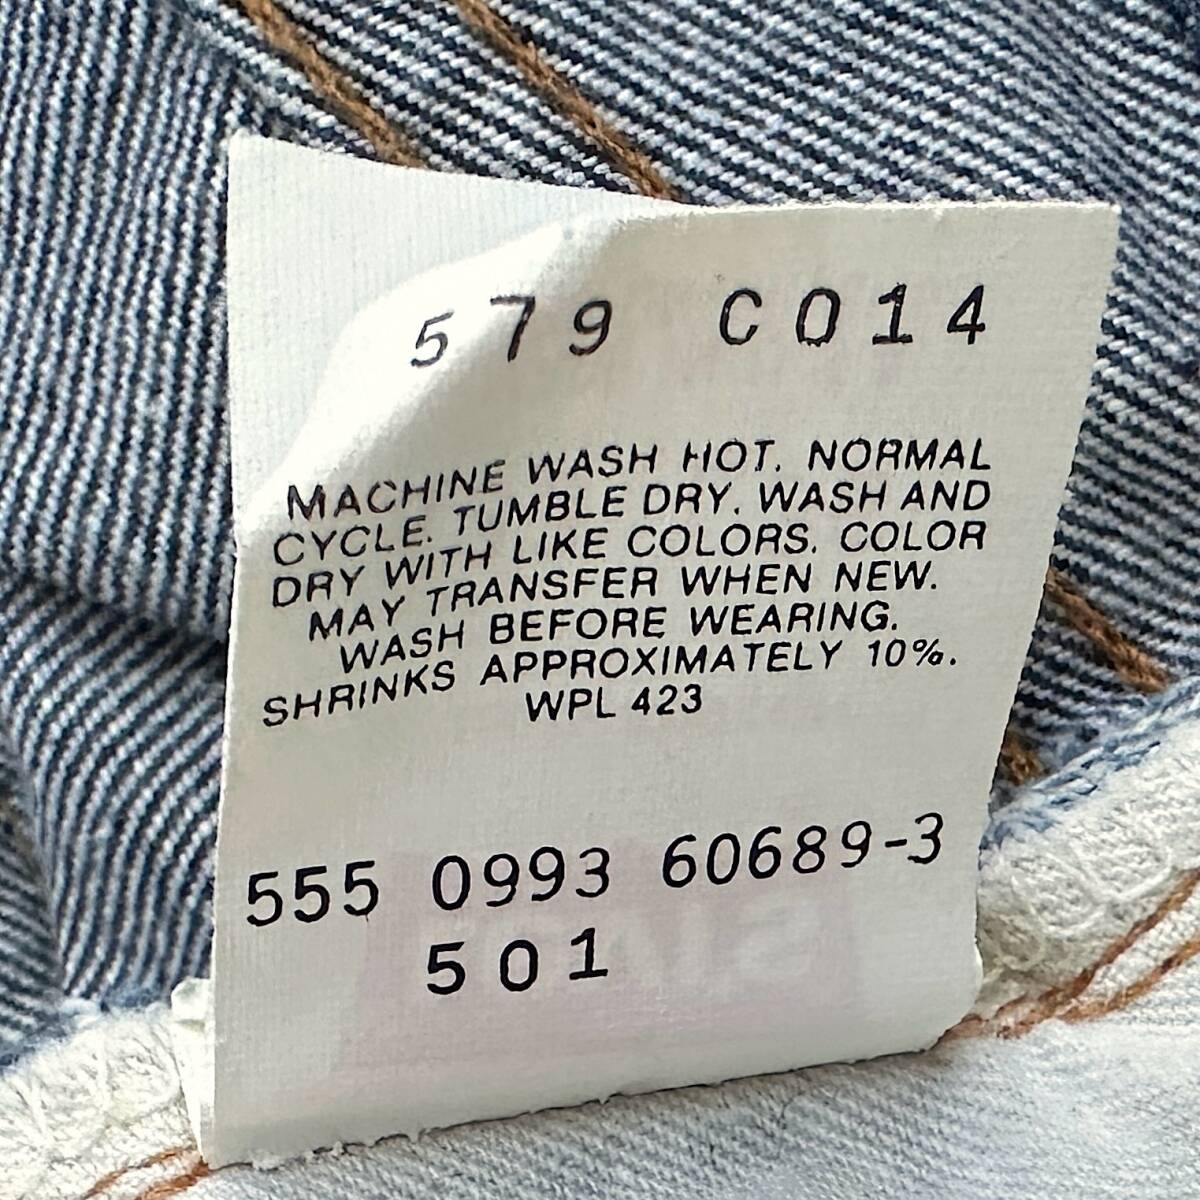 579 C014
MACHINE WASH HOT. NORMAL
CYCLE. TUMBLE DRY. WASH AND
DRY WITH LIKE COLORS. COLOR
MAY TRANSFER WHEN NEW.
WASH BEFORE WEARING.
SHRINKS APPROXIMATELY 10%.
WPL 423
555 0993 60689-3
501